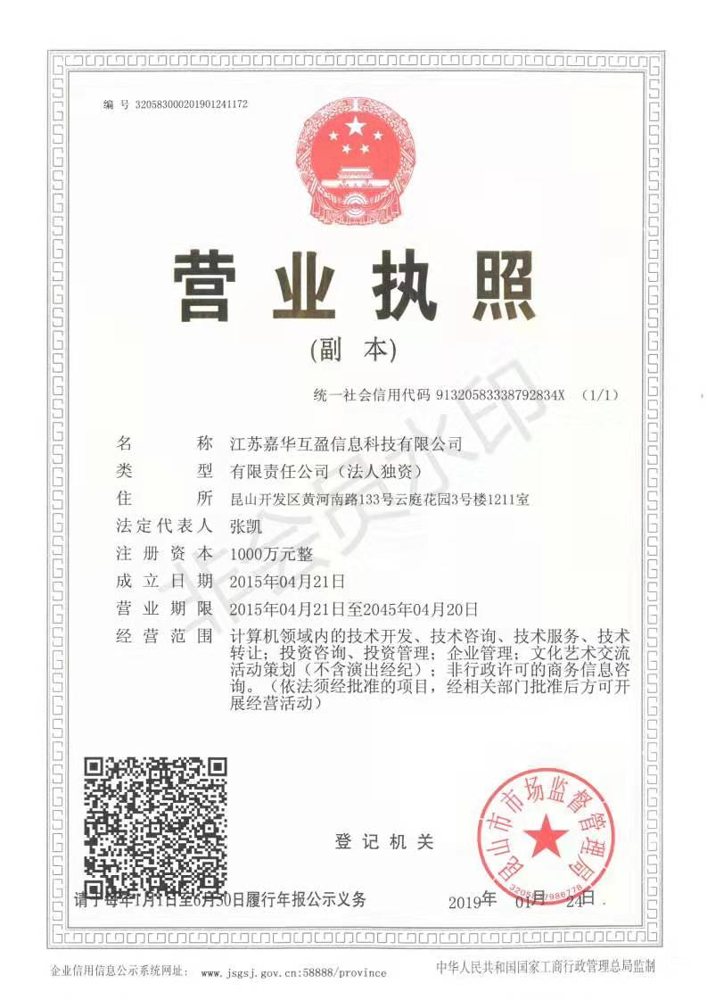 编 号 320583000201901241172
营业执照
(副 本)
统一社会信用代码 91320583338792834X （1/1）
名 称 江苏嘉华互盈信息科技有限公司
类 型 有限责任公司（法人独资）
住 所 昆山开发区黄河南路133号云庭花园3号楼1211室
法定代表人 张凯
注册资本 1000万元整
成立日期 2015年04月21日
营业期限 2015年04月21日至2045年04月20日
经营范围 计算机领域内的技术开发、技术咨询、技术服务、技术
转让；投资咨询、投资管理；企业管理；文化艺术交流
活动策划（不含演出经纪）；非行政许可的商务信息咨
询。（依法须经批准的项目，经相关部门批准后方可开
展经营活动）
非会员水印
登记机关
昆山市市场监督管理局
3205837986778
请于每年1月1日至6月30日履行年报公示义务
2019年 01月 24日
企业信用信息公示系统网址： www.jsgsj.gov.cn:58888/province
中华人民共和国国家工商行政管理总局监制